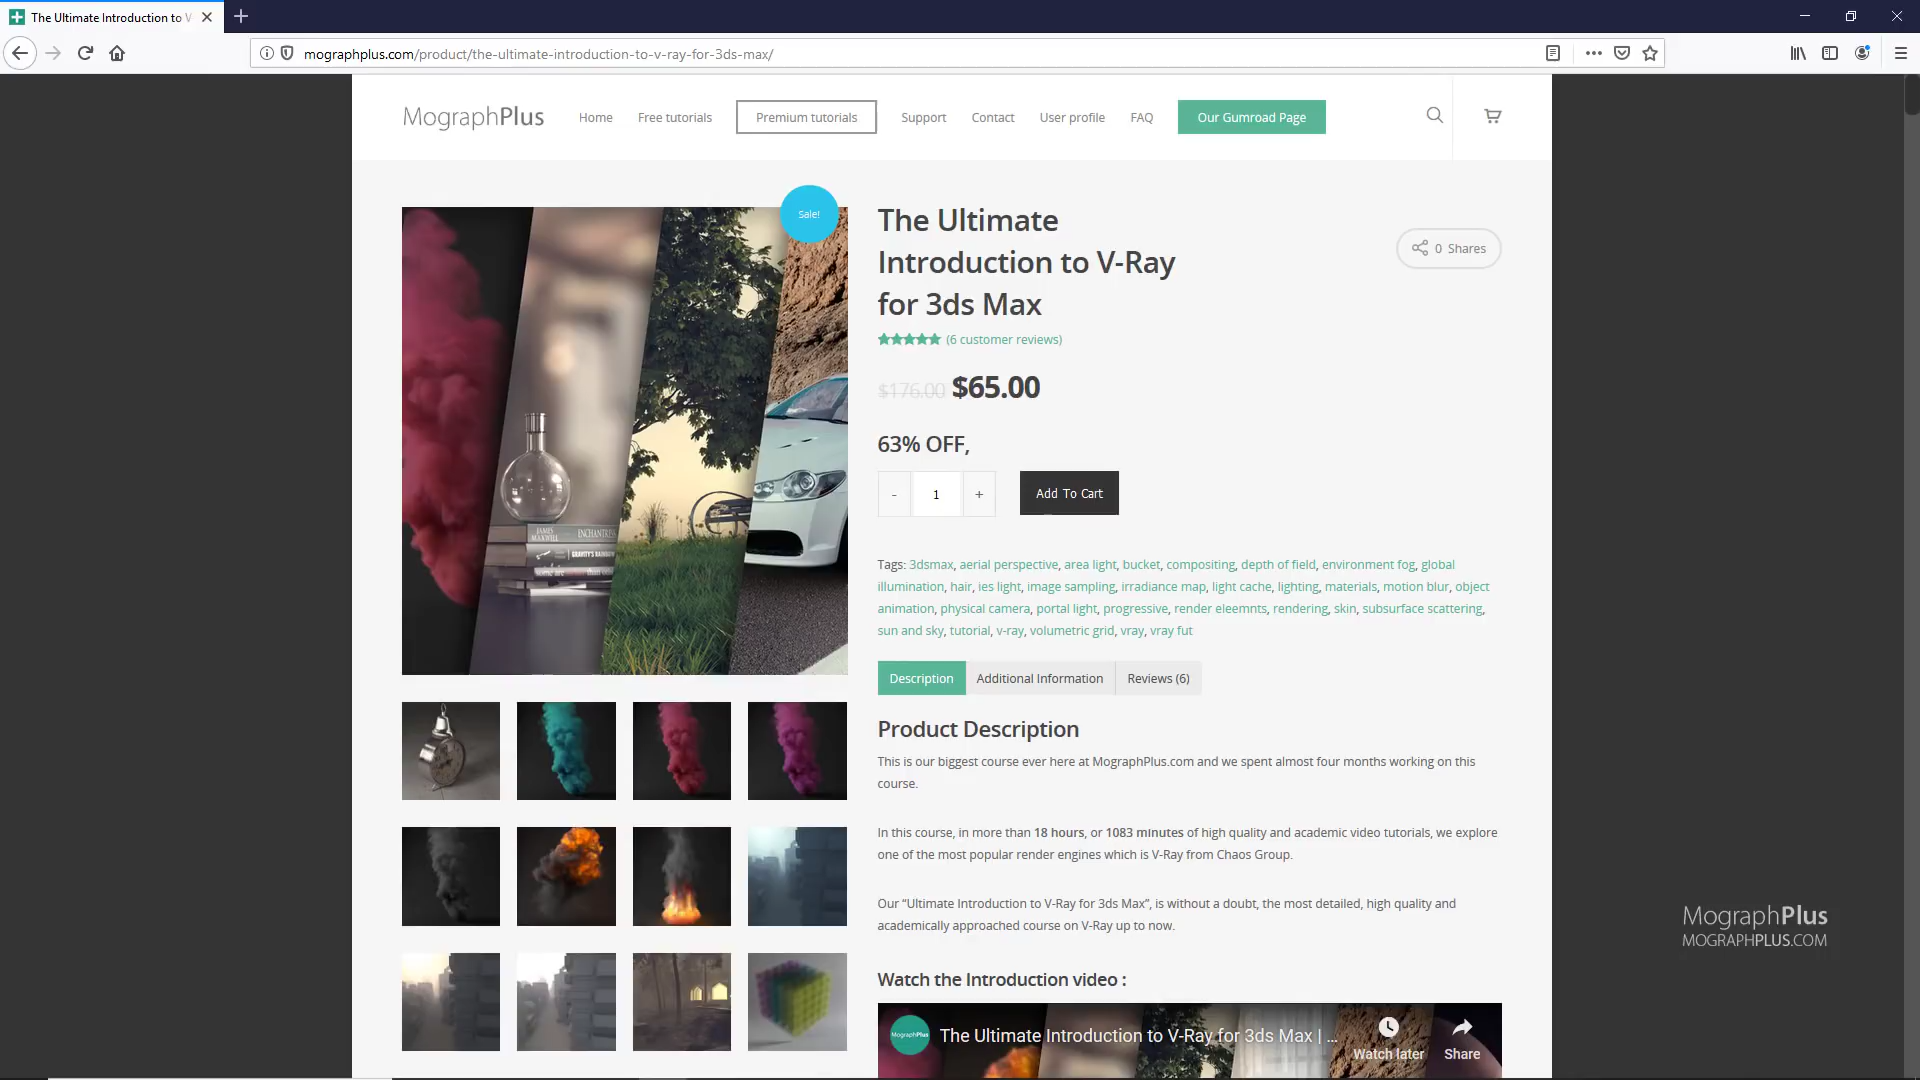 The Ultimate Introduction to V
mographplus.com/product/the-ultimate-introduction-to-v-ray-for-3ds-max/
MographPlus
Home
Free tutorials
Premium tutorials
Support
Contact
User profile
FAQ
Our Gumroad Page
Sale!
JAMES MAXWELL
ENCHANTRESS
GRAVITY'S RAINBOW
The Ultimate
Introduction to V-Ray
for 3ds Max
0 Shares
(6 customer reviews)
$176.00 $65.00
63% OFF,
- 1 +
Add To Cart
Tags: 3dsmax, aerial perspective, area light, bucket, compositing, depth of field, environment fog, global
illumination, hair, ies light, image sampling, irradiance map, light cache, lighting, materials, motion blur, object
animation, physical camera, portal light, progressive, render eleemnts, rendering, skin, subsurface scattering,
sun and sky, tutorial, v-ray, volumetric grid, vray, vray fut
Description
Additional Information
Reviews (6)
Product Description
This is our biggest course ever here at MographPlus.com and we spent almost four months working on this
course.
In this course, in more than 18 hours, or 1083 minutes of high quality and academic video tutorials, we explore
one of the most popular render engines which is V-Ray from Chaos Group.
Our “Ultimate Introduction to V-Ray for 3ds Max”, is without a doubt, the most detailed, high quality and
academically approached course on V-Ray up to now.
Watch the Introduction video :
MographPlus
The Ultimate Introduction to V-Ray for 3ds Max | ...
Watch later
Share
MographPlus
MOGRAPHPLUS.COM